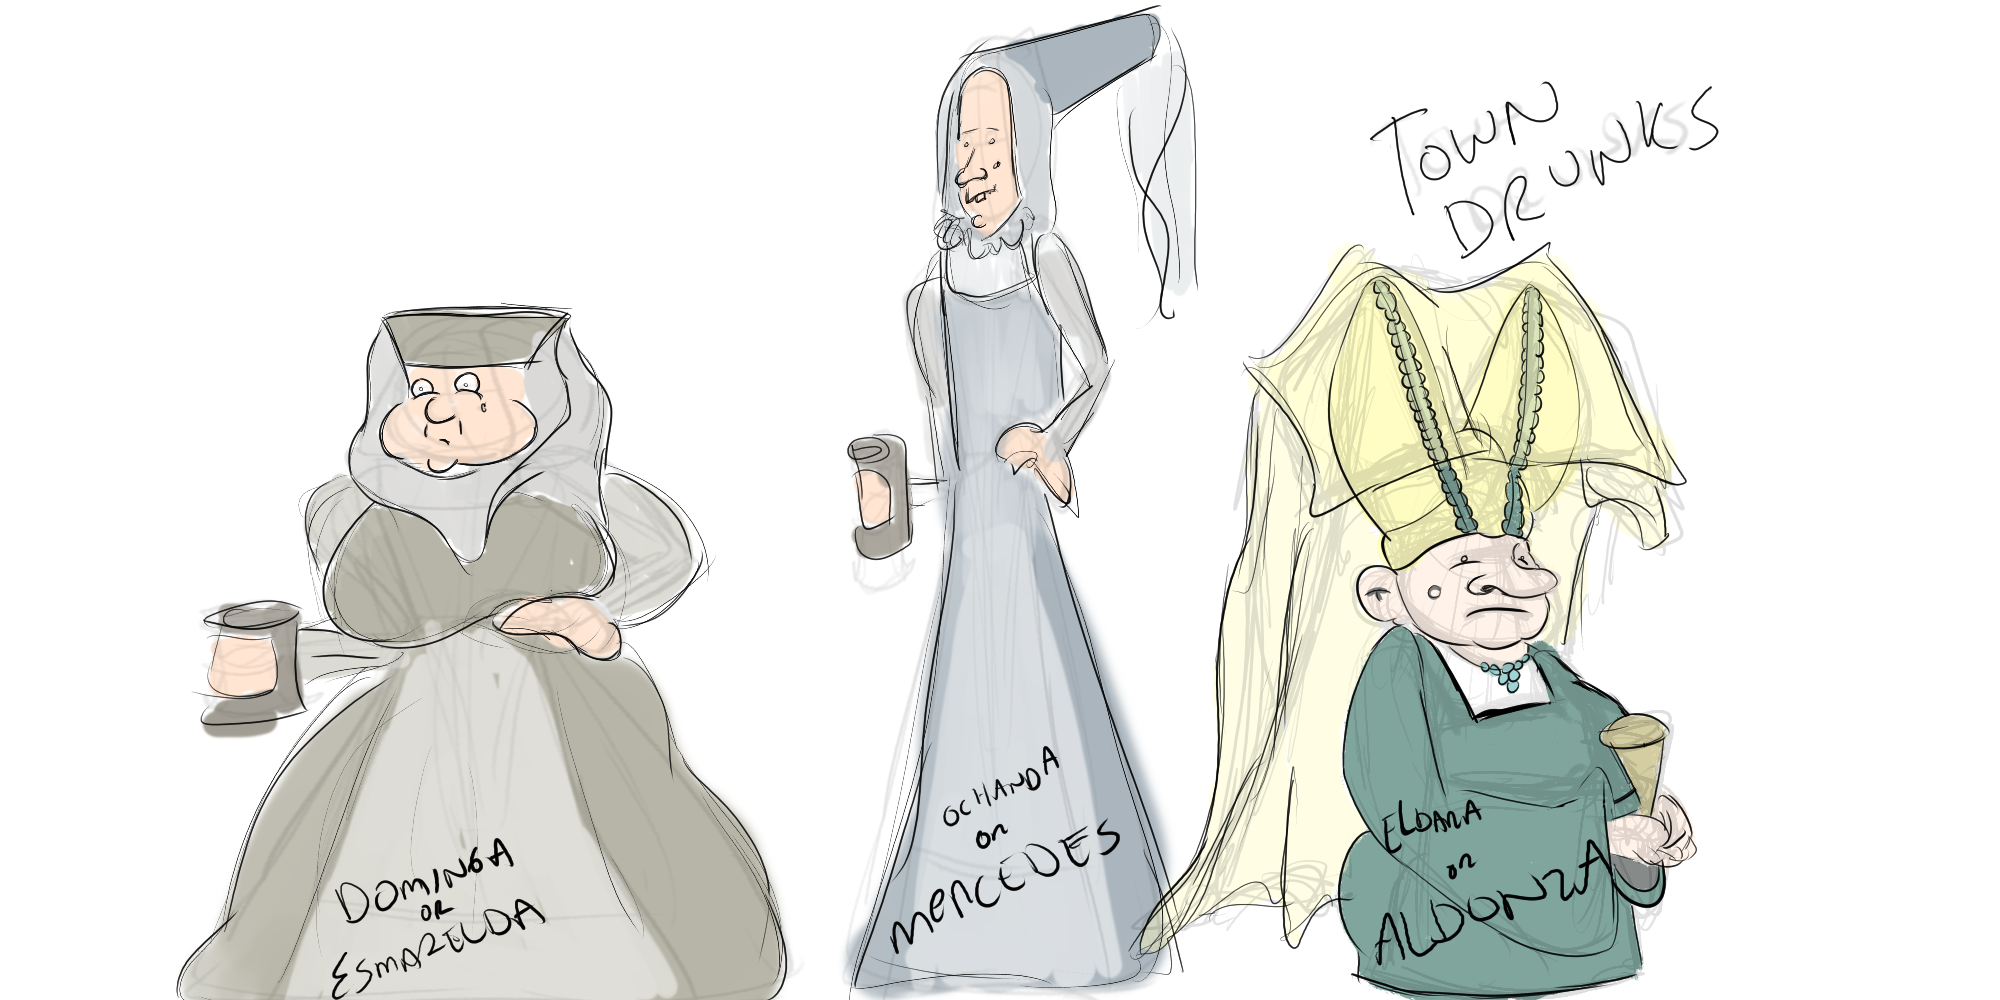 TOWN
DRUNKS
DOMINGA
OR
ESMARELDA
OCHANDA
OR
MERCEDES
ELDARA
OR
ALDONZA